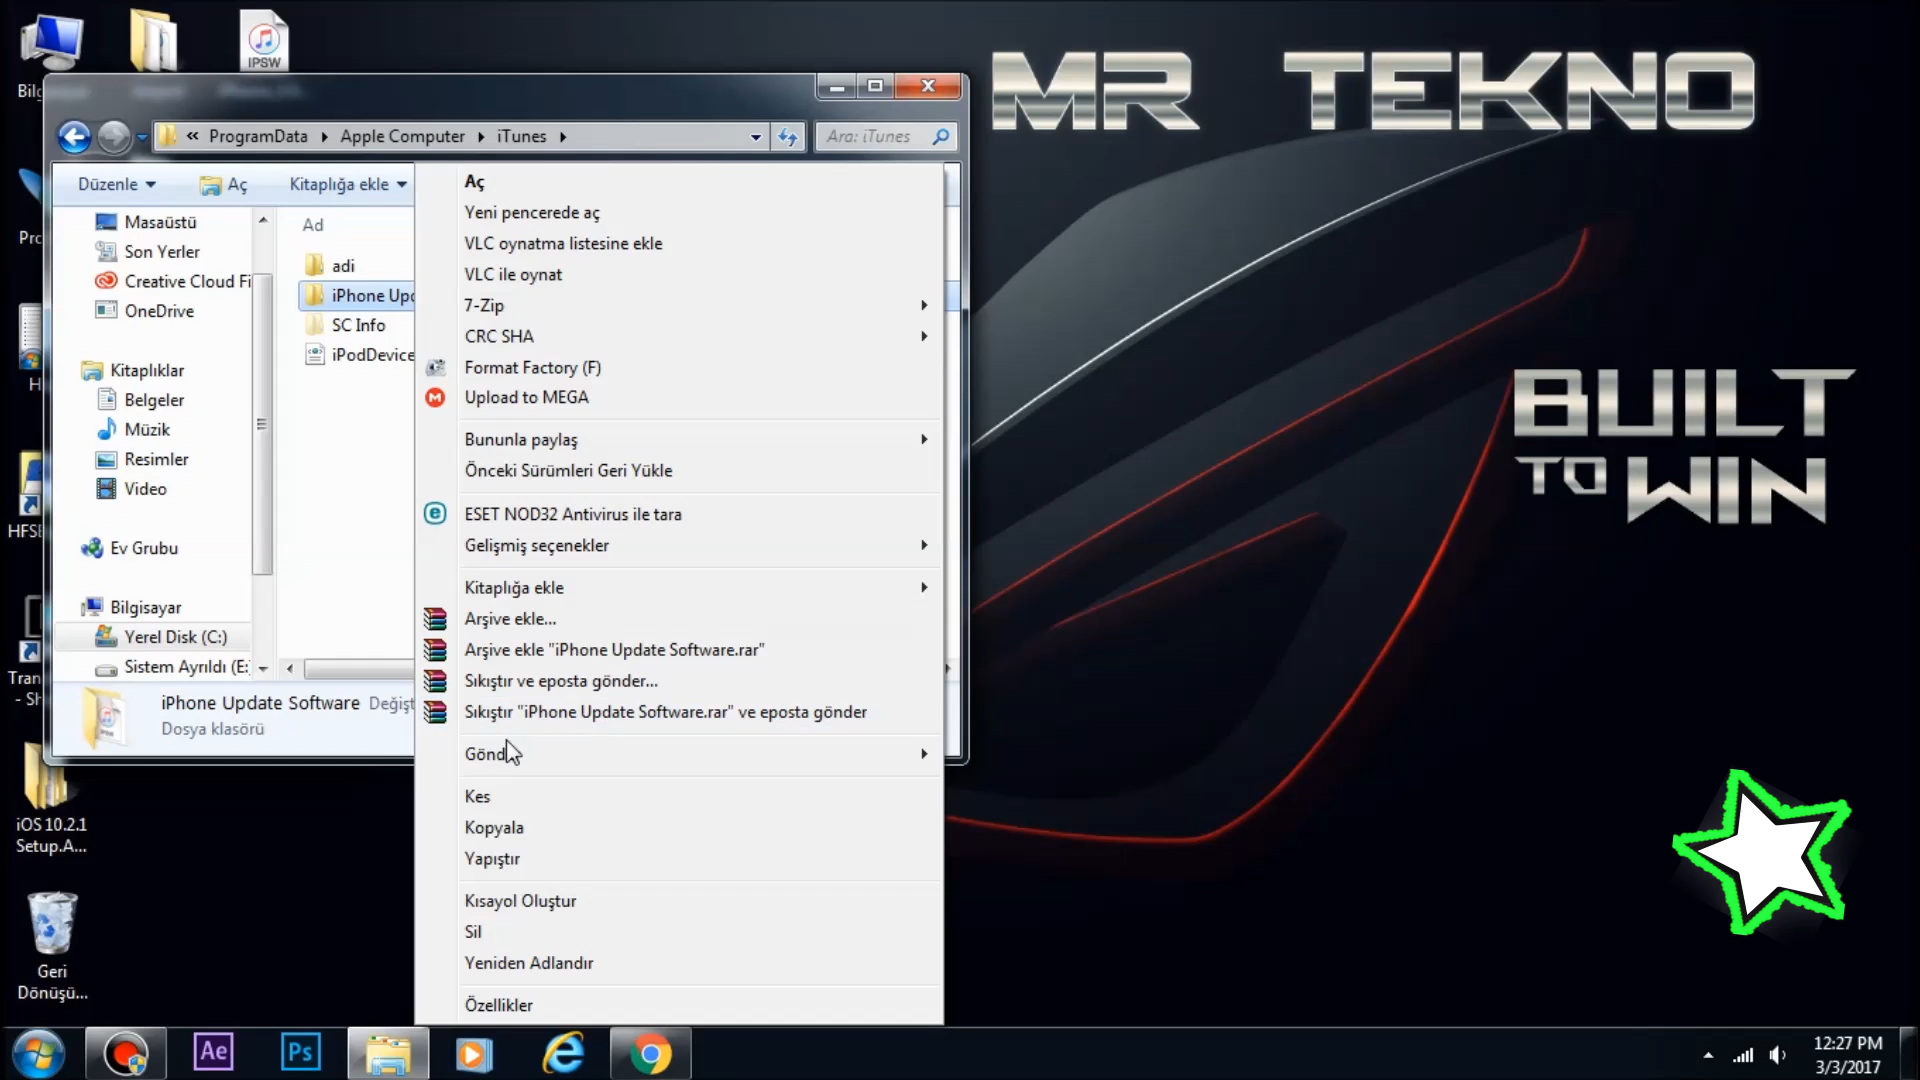 MR TEKNO
BUILT
TO WIN
IPSW
Bilg
ProgramData
Apple Computer
iTunes
Ara: iTunes
Düzenle
Aç
Kitaplığa ekle
Masaüstü
Son Yerler
Creative Cloud Fi
OneDrive
Kitaplıklar
Belgeler
Müzik
Resimler
Video
Ev Grubu
Bilgisayar
Yerel Disk (C:)
Sistem Ayrıldı (E:
Ad
adi
iPhone Upd
SC Info
iPodDevice
iPhone Update Software Değişt
Dosya klasörü
Aç
Yeni pencerede aç
VLC oynatma listesine ekle
VLC ile oynat
7-Zip
CRC SHA
Format Factory (F)
Upload to MEGA
Bununla paylaş
Önceki Sürümleri Geri Yükle
ESET NOD32 Antivirus ile tara
Gelişmiş seçenekler
Kitaplığa ekle
Arşive ekle...
Arşive ekle "iPhone Update Software.rar"
Sıkıştır ve eposta gönder...
Sıkıştır "iPhone Update Software.rar" ve eposta gönder
Gönd
Kes
Kopyala
Yapıştır
Kısayol Oluştur
Sil
Yeniden Adlandır
Özellikler
Pro
H
HFSE
Tran
- Sh
iOS 10.2.1
Setup.A...
Geri
Dönüşü...
Ae
Ps
12:27 PM
3/3/2017